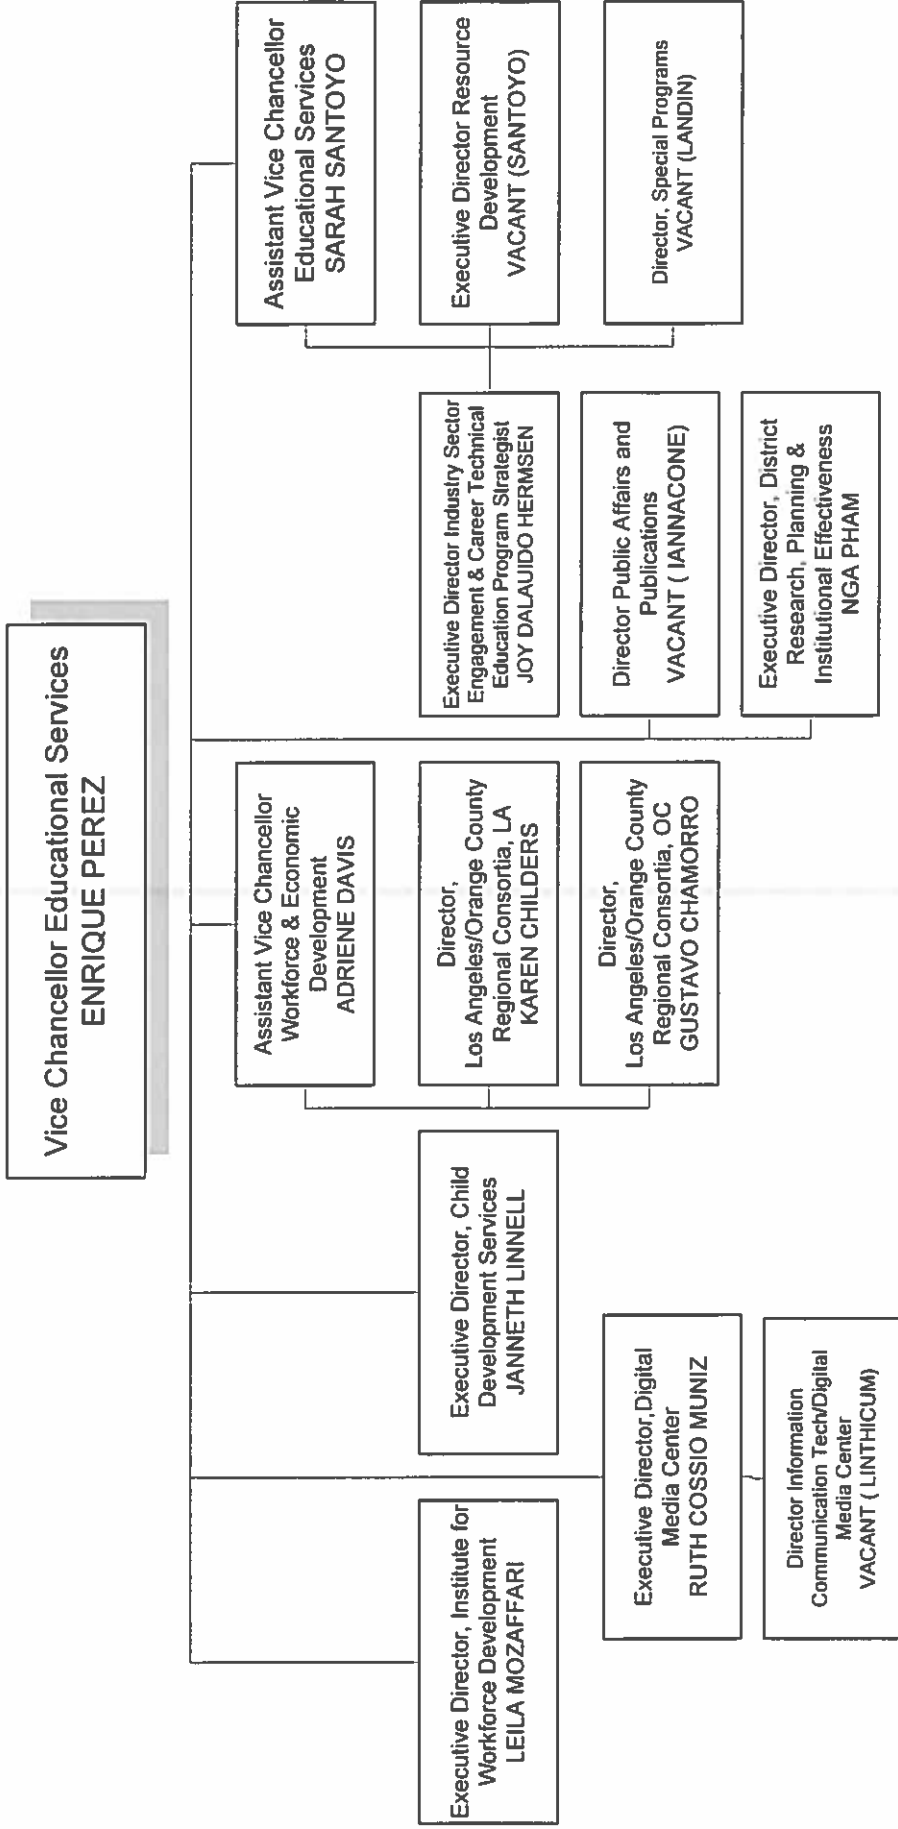 Vice Chancellor Educational Services
ENRIQUE PEREZ
Assistant Vice Chancellor
Workforce & Economic
Development
ADRIENE DAVIS
Assistant Vice Chancellor
Educational Services
SARAH SANTOYO
Executive Director, Institute for
Workforce Development
LEILA MOZAFFARI
Executive Director, Child
Development Services
JANNETH LINNELL
Director,
Los Angeles/Orange County
Regional Consortia, LA
KAREN CHILDERS
Executive Director Industry Sector
Engagement & Career Technical
Education Program Strategist
JOY DALAUIDO HERMSEN
Executive Director Resource
Development
VACANT (SANTOYO)
Executive Director,Digital
Media Center
RUTH COSSIO MUNIZ
Director,
Los Angeles/Orange County
Regional Consortia, OC
GUSTAVO CHAMORRO
Director Public Affairs and
Publications
VACANT ( IANNACONE)
Director, Special Programs
VACANT (LANDIN)
Director Information
Communication Tech/Digital
Media Center
VACANT ( LINTHICUM)
Executive Director, District
Research, Planning &
Institutional Effectiveness
NGA PHAM